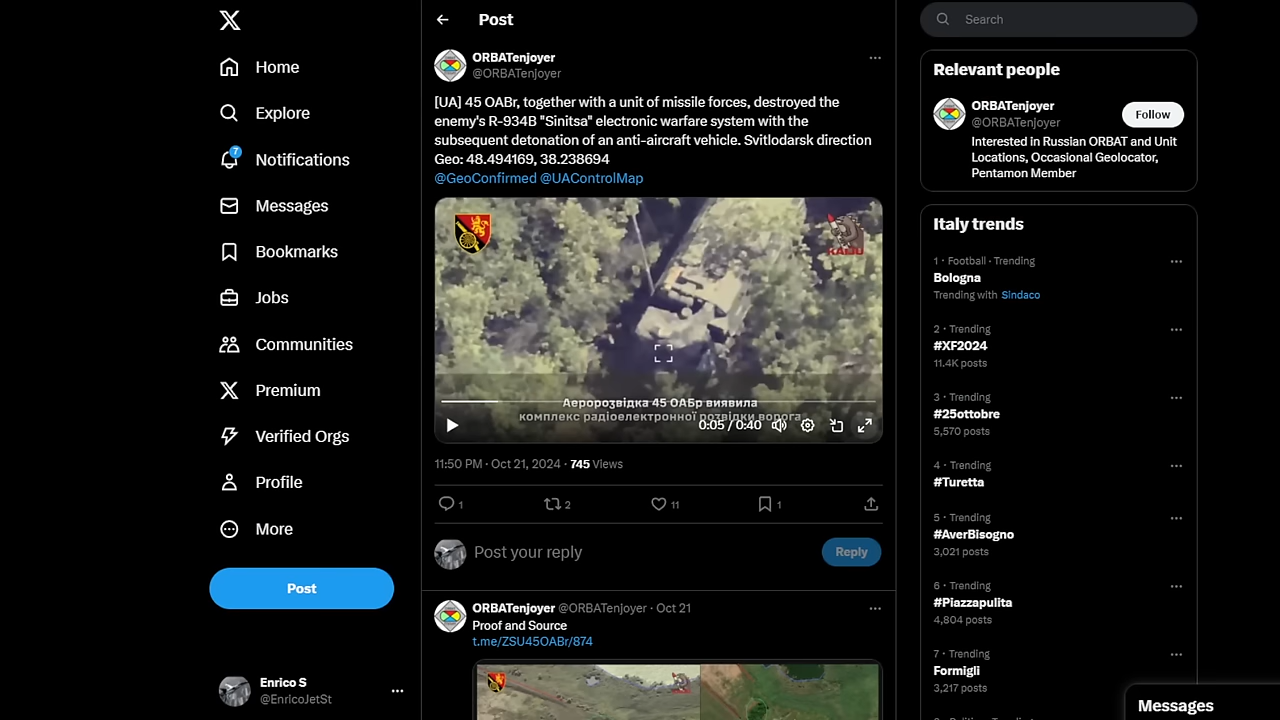 Home
Explore
7
Notifications
Messages
Bookmarks
Jobs
Communities
Premium
Verified Orgs
Profile
More
Post
Enrico S
@EnricoJetSt
Post
ORBATenjoyer
@ORBATenjoyer
[UA] 45 OABr, together with a unit of missile forces, destroyed the
enemy's R-934B "Sinitsa" electronic warfare system with the
subsequent detonation of an anti-aircraft vehicle. Svitlodarsk direction
Geo: 48.494169, 38.238694
@GeoConfirmed @UAControlMap
Аеророзвідка 45 ОАБр виявила
комплекс радіоелектронної розвідки ворога
0:05 / 0:40
11:50 PM · Oct 21, 2024 · 745 Views
1
2
11
1
Post your reply
Reply
ORBATenjoyer @ORBATenjoyer · Oct 21
Proof and Source
t.me/ZSU45OABr/874
Search
Relevant people
ORBATenjoyer
@ORBATenjoyer
Follow
Interested in Russian ORBAT and Unit
Locations, Occasional Geolocator,
Pentamon Member
Italy trends
1 · Football · Trending
Bologna
Trending with Sindaco
2 · Trending
#XF2024
11.4K posts
3 · Trending
#25ottobre
5,570 posts
4 · Trending
#Turetta
5 · Trending
#AverBisogno
3,021 posts
6 · Trending
#Piazzapulita
4,804 posts
7 · Trending
Formigli
3,217 posts
Messages